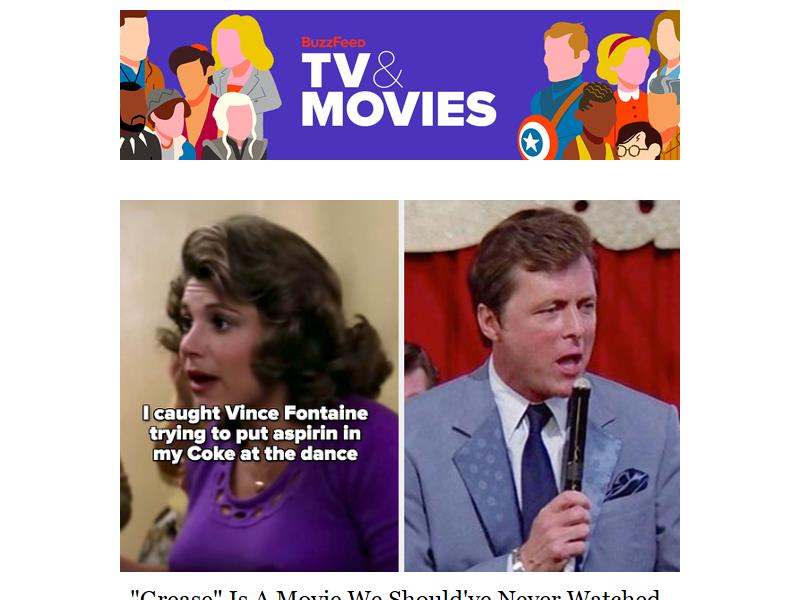 BuzzFeed
TV&
MOVIES
I caught Vince Fontaine
trying to put aspirin in
my Coke at the dance
"Grease" Is A Movie We Should've Never Watched